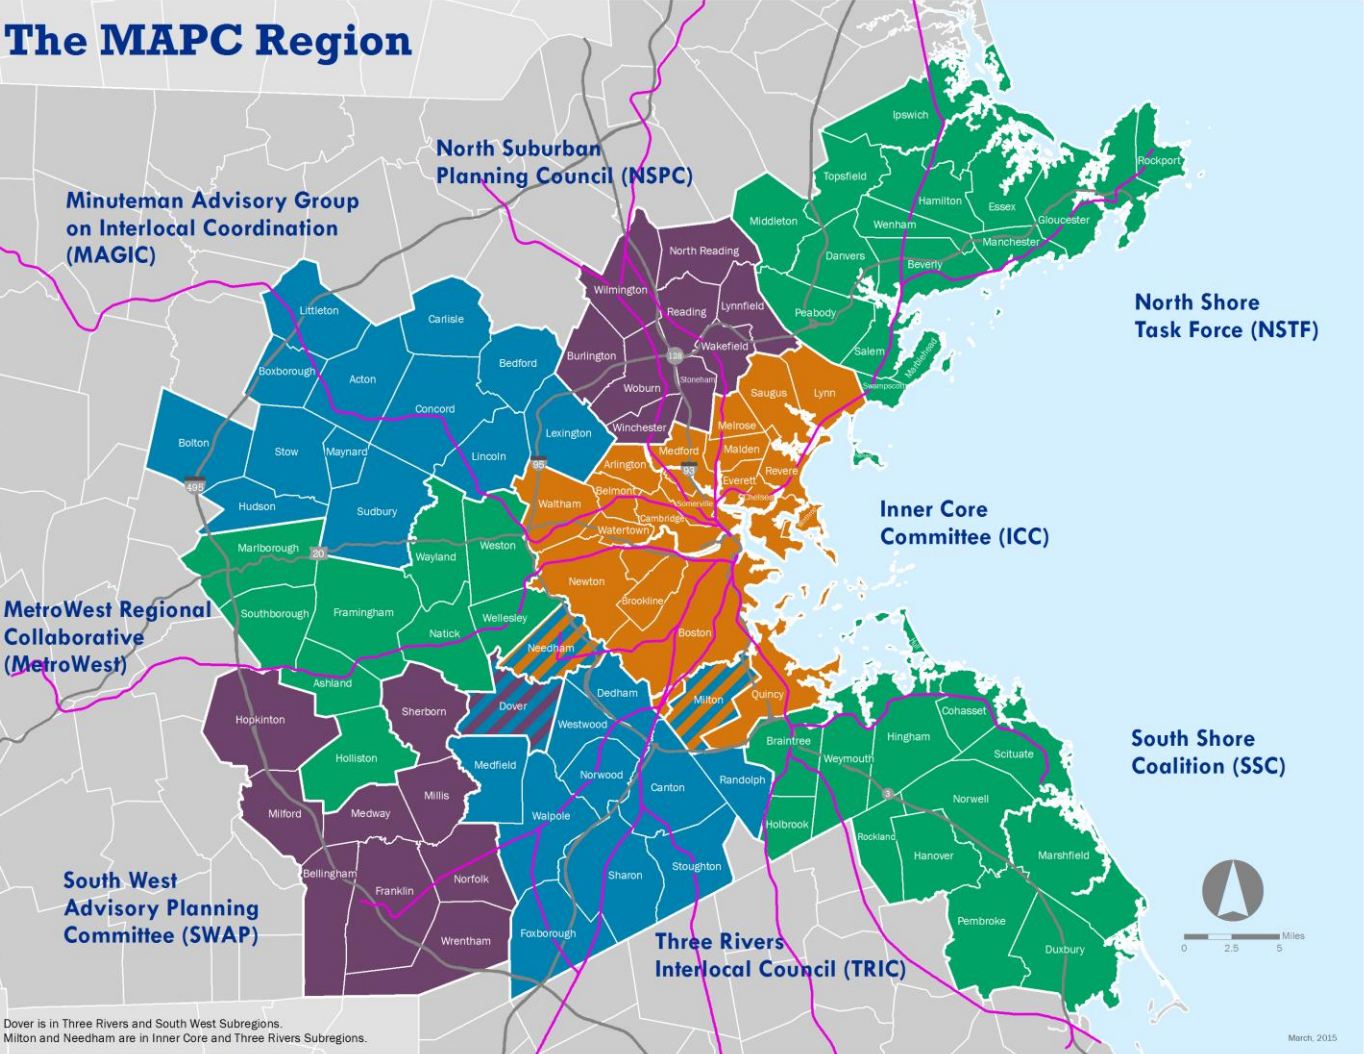 The MAPC Region
North Suburban
Planning Council (NSPC)
Minuteman Advisory Group
on Interlocal Coordination
(MAGIC)
North Shore
Task Force (NSTF)
Inner Core
Committee (ICC)
MetroWest Regional
Collaborative
(MetroWest)
South Shore
Coalition (SSC)
South West
Advisory Planning
Committee (SWAP)
Three Rivers
Interlocal Council (TRIC)
Ipswich
Rockport
Topsfield
Hamilton
Essex
Gloucester
Middleton
Wenham
Manchester
Danvers
Beverly
Peabody
Salem
Marblehead
Swampscott
North Reading
Wilmington
Reading
Lynnfield
Wakefield
Burlington
128
Stoneham
Woburn
Winchester
Littleton
Carlisle
Bedford
Boxborough
Acton
Concord
Lexington
Bolton
Stow
Maynard
Lincoln
495
95
Hudson
Sudbury
Saugus
Lynn
Melrose
Medford
Malden
Arlington
93
Revere
Everett
Belmont
Chelsea
Somerville
Waltham
Cambridge
Watertown
Newton
Brookline
Boston
Needham
Milton
Quincy
Marlborough
20
Wayland
Weston
Southborough
Framingham
Natick
Wellesley
Ashland
Holliston
Hopkinton
Sherborn
Dover
Milford
Medway
Millis
Bellingham
Franklin
Norfolk
Wrentham
Dedham
Westwood
Medfield
Norwood
Canton
Randolph
Walpole
Sharon
Stoughton
Foxborough
Hull
Cohasset
Braintree
Weymouth
Hingham
Scituate
3
Norwell
Holbrook
Rockland
Hanover
Marshfield
Pembroke
Duxbury
Miles
0 2.5 5
Dover is in Three Rivers and South West Subregions.
Milton and Needham are in Inner Core and Three Rivers Subregions.
March, 2015